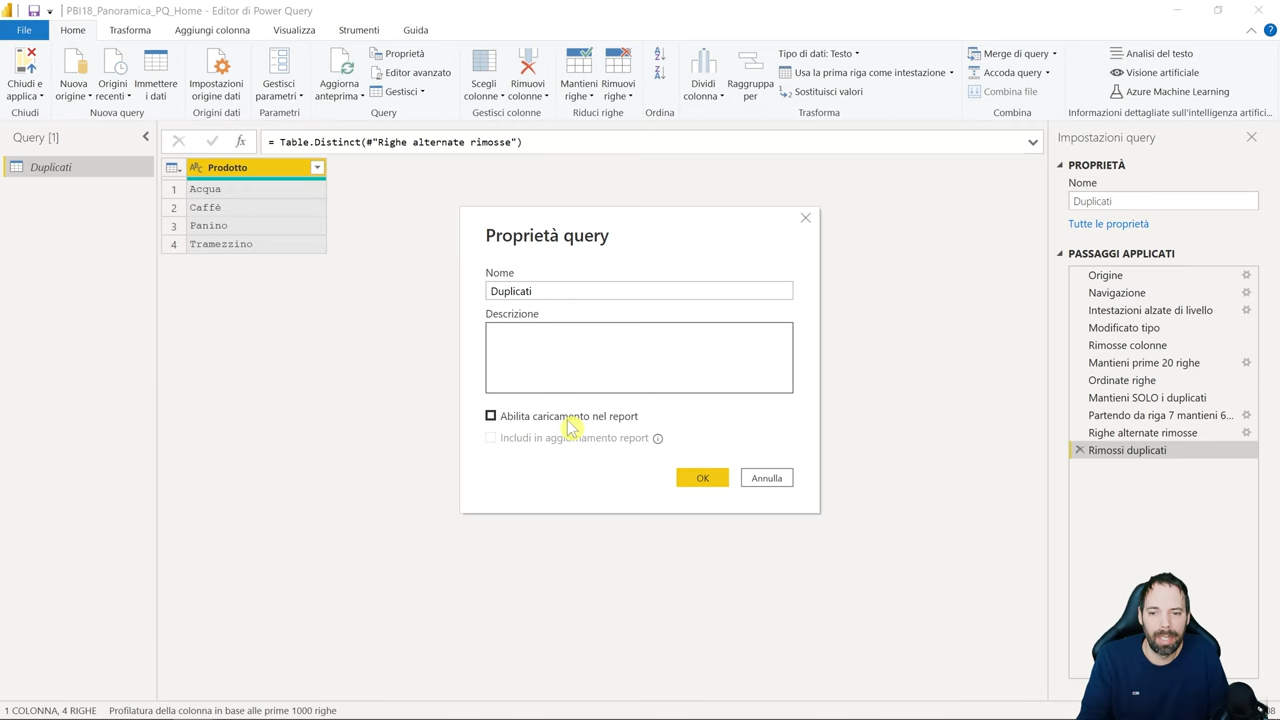 PBI18_Panoramica_PQ_Home - Editor di Power Query
File Home Trasforma Aggiungi colonna Visualizza Strumenti Guida
Chiudi e applica
Nuova origine
Origini recenti
Immettere i dati
Impostazioni origine dati
Gestisci parametri
Aggiorna anteprima
Proprietà
Editor avanzato
Gestisci
Scegli colonne
Rimuovi colonne
Mantieni righe
Rimuovi righe
Dividi colonna
Raggruppa per
Tipo di dati: Testo
Usa la prima riga come intestazione
Sostituisci valori
Merge di query
Accoda query
Combina file
Analisi del testo
Visione artificiale
Azure Machine Learning
Chiudi Nuova query Origini dati Parametri Query Gestisci colonne Riduci righe Ordina Trasforma Combina Informazioni dettagliate sull'intelligenza artific...
Query [1]
Duplicati
= Table.Distinct(#"Righe alternate rimosse")
Prodotto
1 Acqua
2 Caffè
3 Panino
4 Tramezzino
Proprietà query
Nome
Duplicati
Descrizione
Abilita caricamento nel report
Includi in aggiornamento report
OK Annulla
Impostazioni query
PROPRIETÀ
Nome
Duplicati
Tutte le proprietà
PASSAGGI APPLICATI
Origine
Navigazione
Intestazioni alzate di livello
Modificato tipo
Rimosse colonne
Mantieni prime 20 righe
Ordinate righe
Mantieni SOLO i duplicati
Partendo da riga 7 mantieni 6...
Righe alternate rimosse
Rimossi duplicati
1 COLONNA, 4 RIGHE Profilatura della colonna in base alle prime 1000 righe